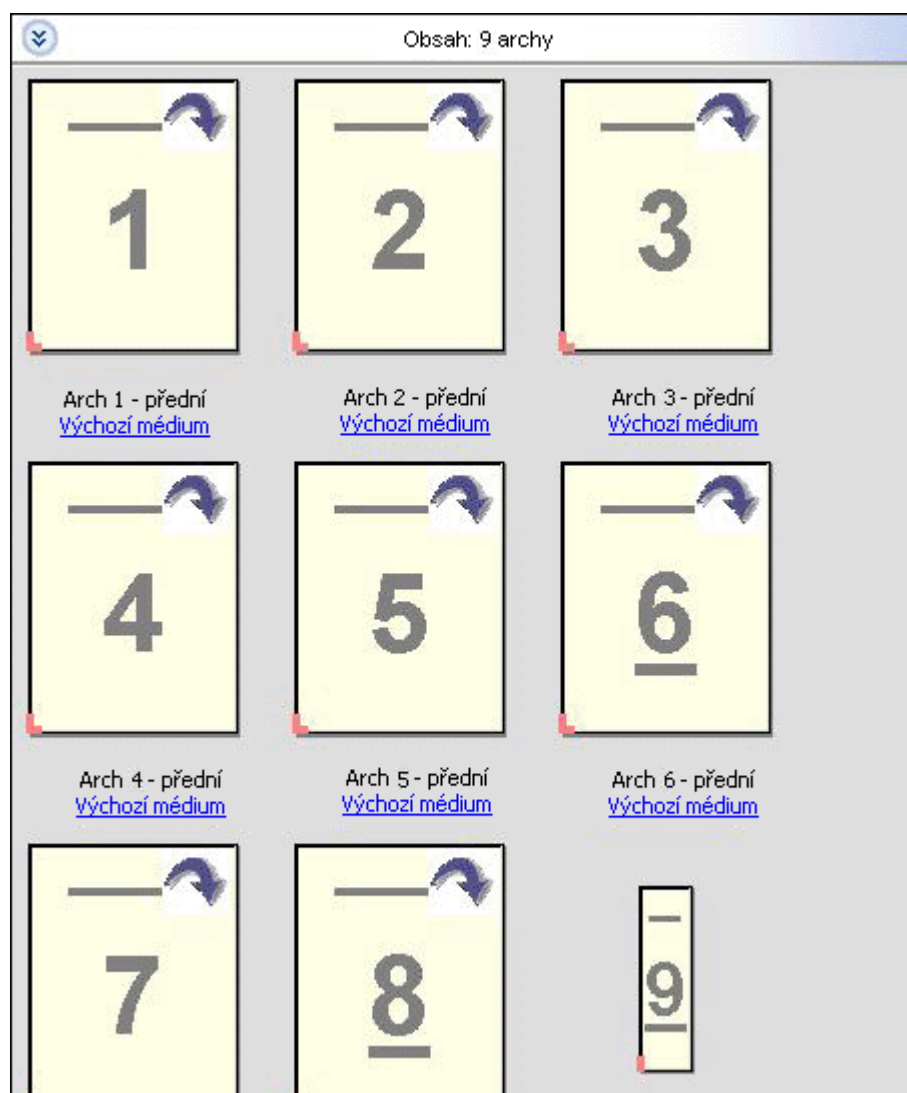 Obsah: 9 archy
1 2 3
Arch 1 - přední Arch 2 - přední Arch 3 - přední
Výchozí médium Výchozí médium Výchozí médium
4 5 6
Arch 4 - přední Arch 5 - přední Arch 6 - přední
Výchozí médium Výchozí médium Výchozí médium
7 8 9